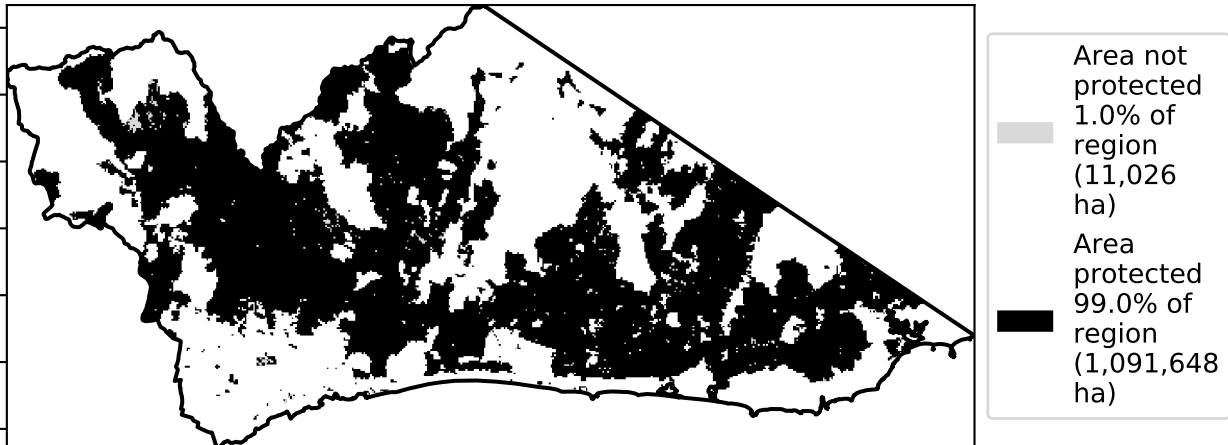 Area not
protected
1.0% of
region
(11,026
ha)
Area
protected
99.0% of
region
(1,091,648
ha)